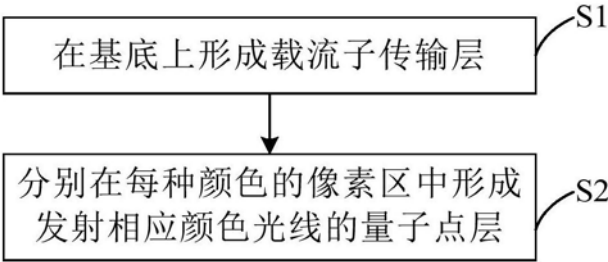 S1
在基底上形成载流子传输层
分别在每种颜色的像素区中形成
发射相应颜色光线的量子点层
S2